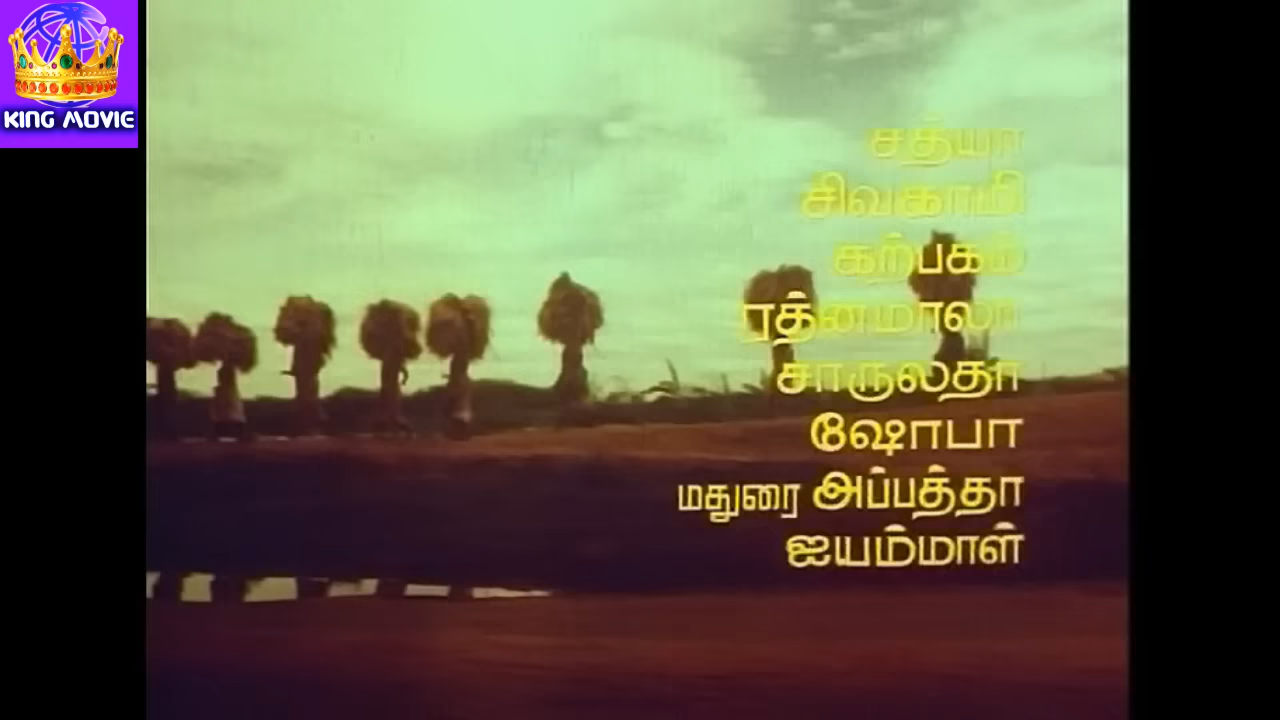 KING MOVIE
சத்யா
சிவகாமி
கற்பகம்
ரத்னமாலா
சாருலதா
ஷோபா
மதுரை அப்பத்தா
ஐயம்மாள்